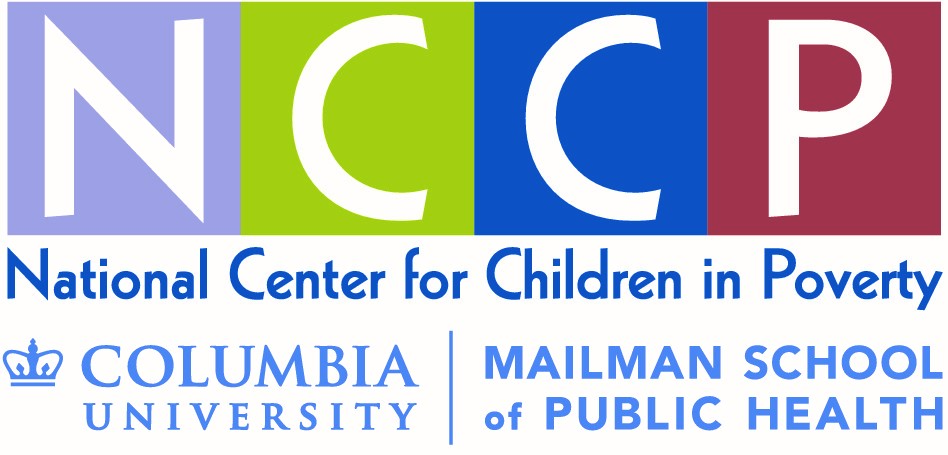 NCCP
National Center for Children in Poverty
COLUMBIA
UNIVERSITY
MAILMAN SCHOOL
of PUBLIC HEALTH